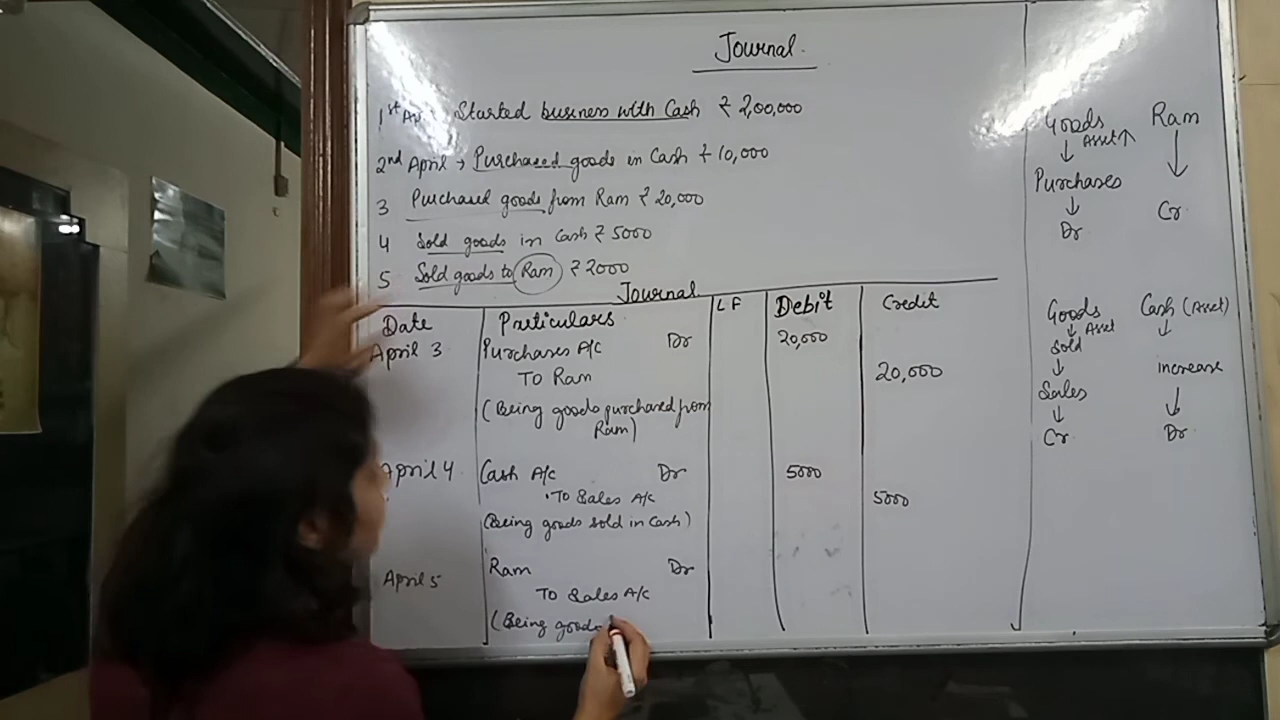 Journal.
1st Started business with Cash ₹ 2,00,000
2nd April → Purchased goods in Cash ₹ 10,000
3 Purchased goods from Ram ₹ 20,000
4 Sold goods in Cash ₹ 5000
5 Sold goods to Ram ₹ 2000
Journal
Date Particulars LF Debit Credit
April 3 Purchases A/c Dr 20,000
To Ram 20,000
(Being goods purchased from
Ram)
April 4 Cash A/c Dr 5000
To Sales A/c 5000
(Being goods sold in Cash)
April 5 Ram Dr
To Sales A/c
(Being goods
Goods Ram
↓ Asset ↑ ↓
Purchases
↓
Dr Cr
Goods Cash (Asset)
↓ Asset ↓
Sold increase
↓
Sales ↓
↓
Cr Dr